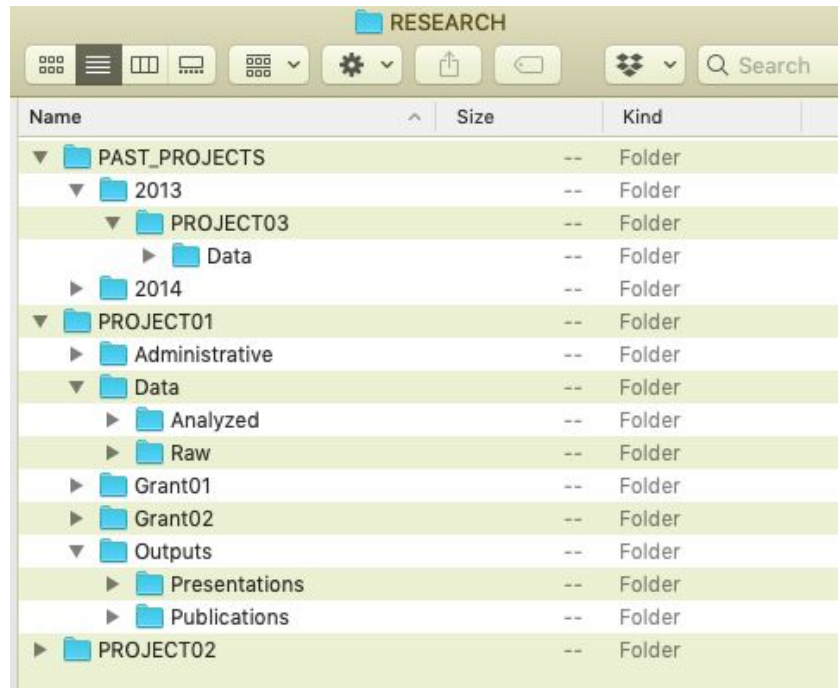 RESEARCH
Search
Name Size Kind
PAST_PROJECTS -- Folder
2013 -- Folder
PROJECT03 -- Folder
Data -- Folder
2014 -- Folder
PROJECT01 -- Folder
Administrative -- Folder
Data -- Folder
Analyzed -- Folder
Raw -- Folder
Grant01 -- Folder
Grant02 -- Folder
Outputs -- Folder
Presentations -- Folder
Publications -- Folder
PROJECT02 -- Folder